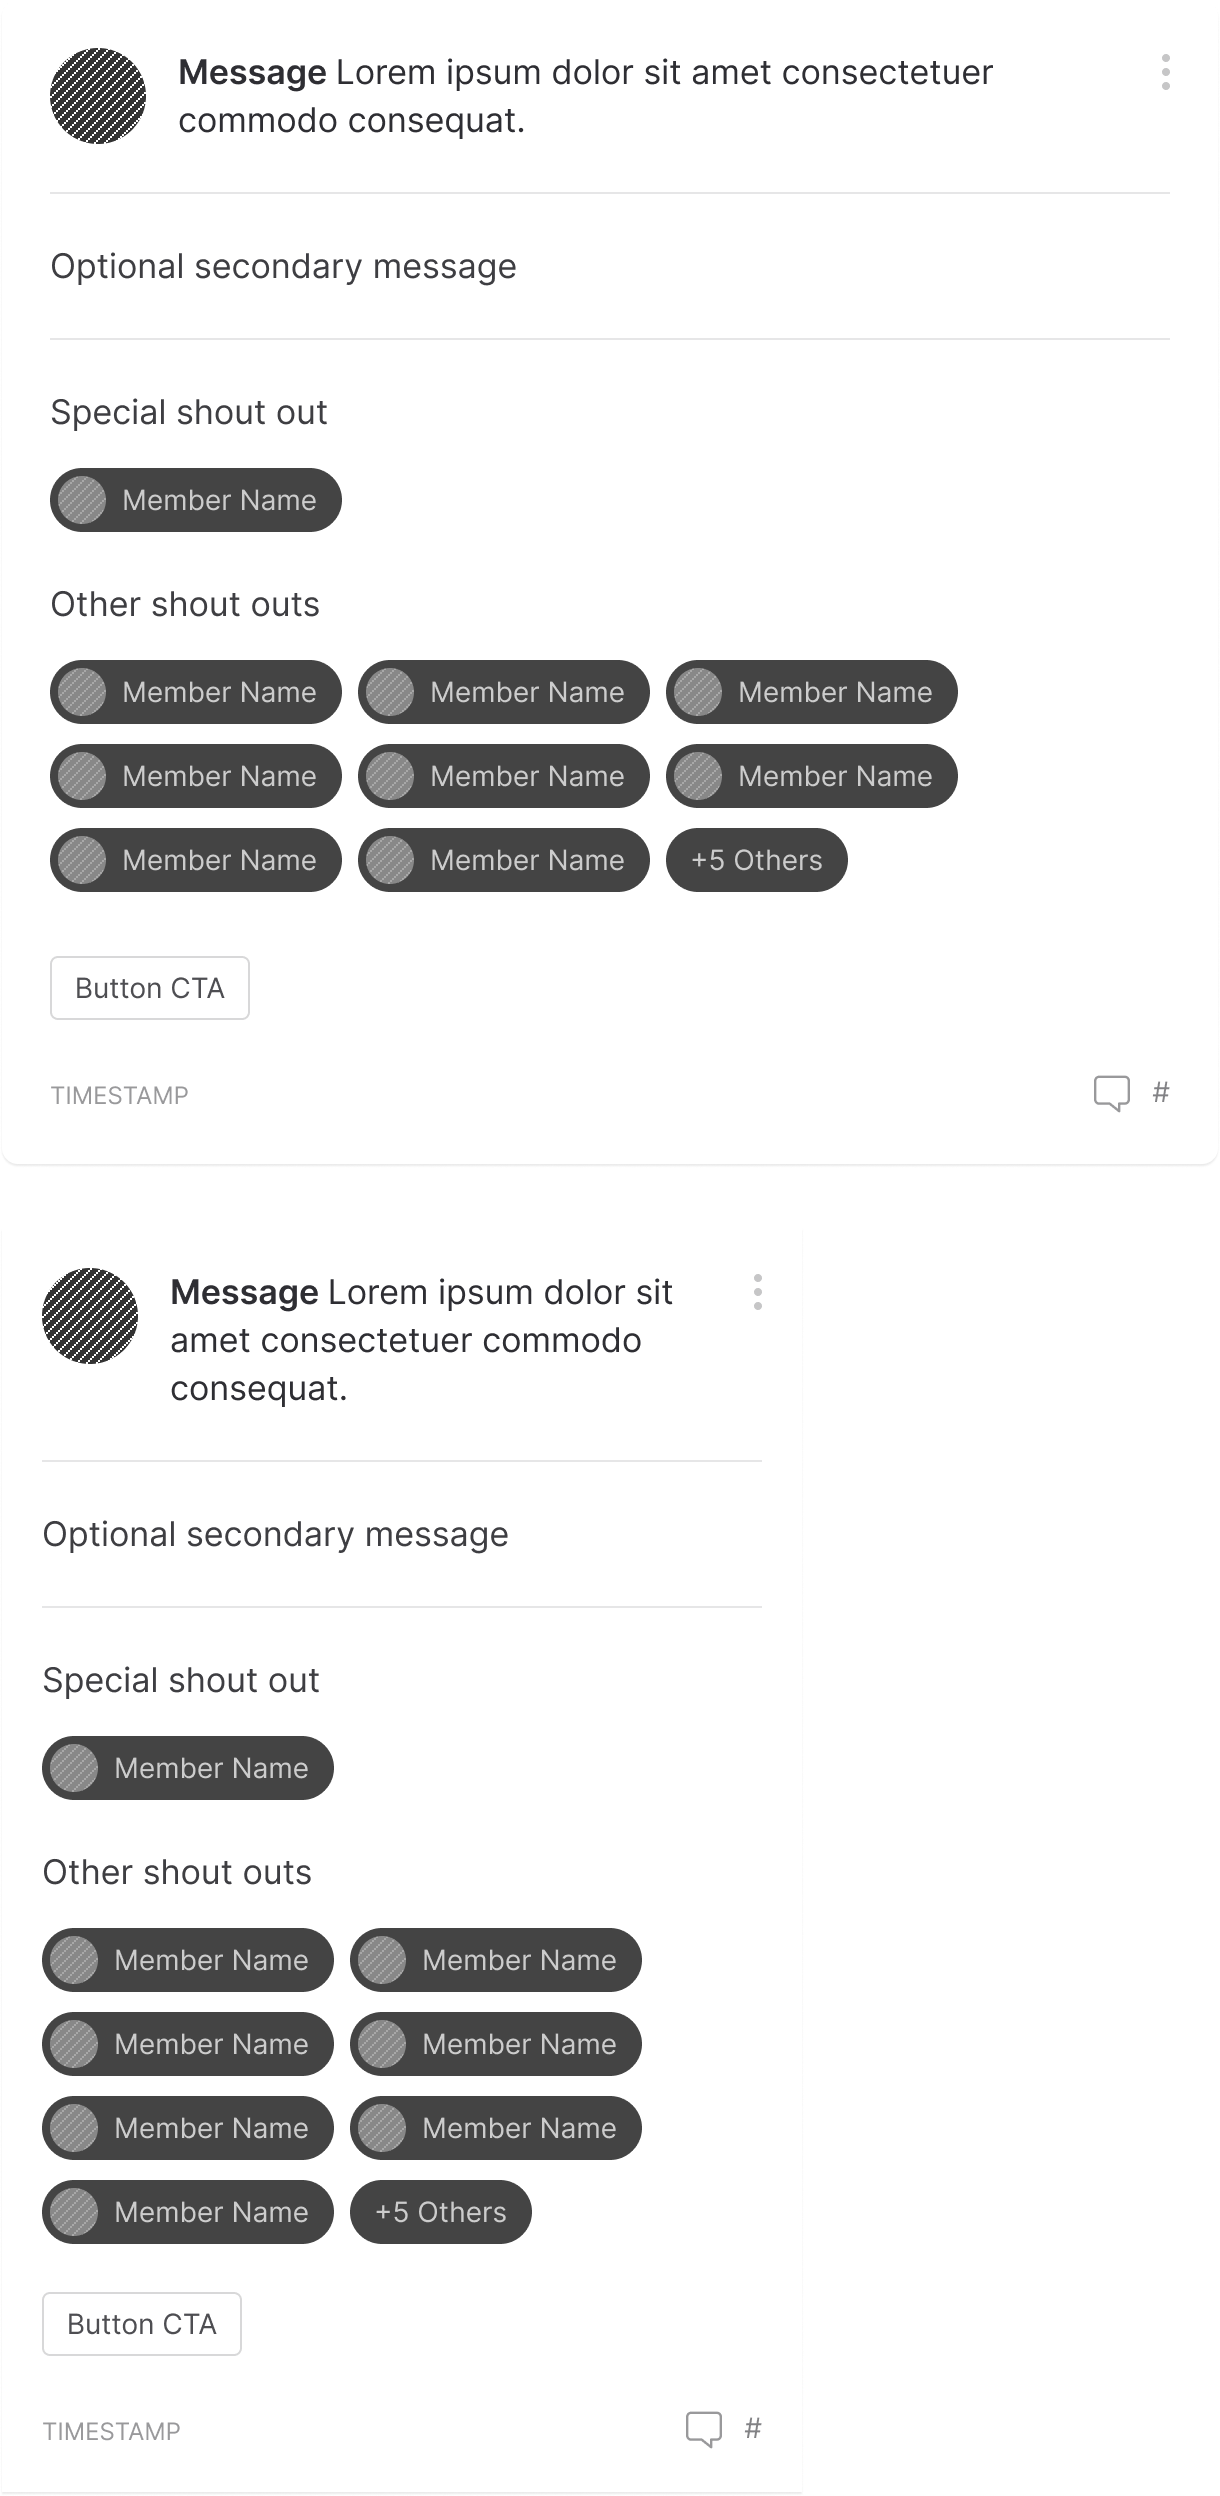 Message Lorem ipsum dolor sit amet consectetuer
commodo consequat.
Optional secondary message
Special shout out
Member Name
Other shout outs
Member Name Member Name Member Name
Member Name Member Name Member Name
Member Name Member Name +5 Others
Button CTA
TIMESTAMP #
Message Lorem ipsum dolor sit
amet consectetuer commodo
consequat.
Optional secondary message
Special shout out
Member Name
Other shout outs
Member Name Member Name
Member Name Member Name
Member Name Member Name
Member Name +5 Others
Button CTA
TIMESTAMP #